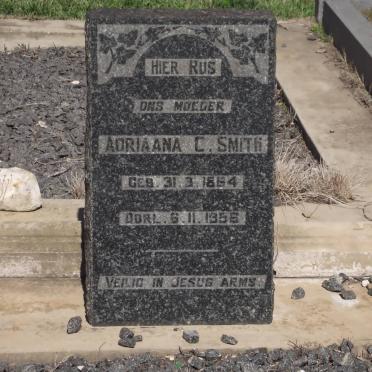 HIER RUS
ONS MOEDER
ADRIAANA C. SMITH
GEB. 31.3.1864
OORL. 6.11.1956
VEILIG IN JESUS ARMS